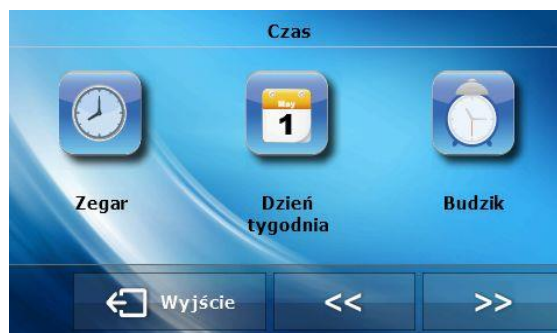 Czas
May
1
Zegar
Dzień
tygodnia
Budzik
Wyjście
<<
>>